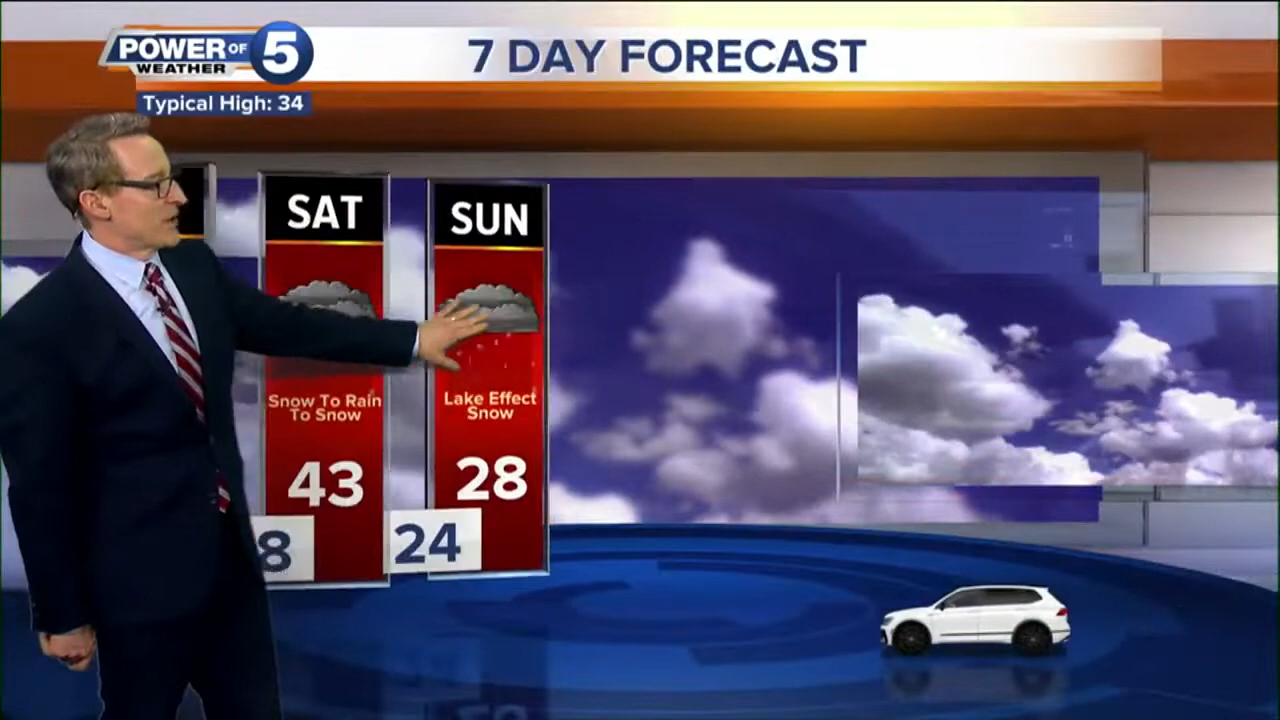 POWER OF 5
WEATHER
7 DAY FORECAST
Typical High: 34
SAT
SUN
Snow To Rain
To Snow
Lake Effect
Snow
43
28
8
24